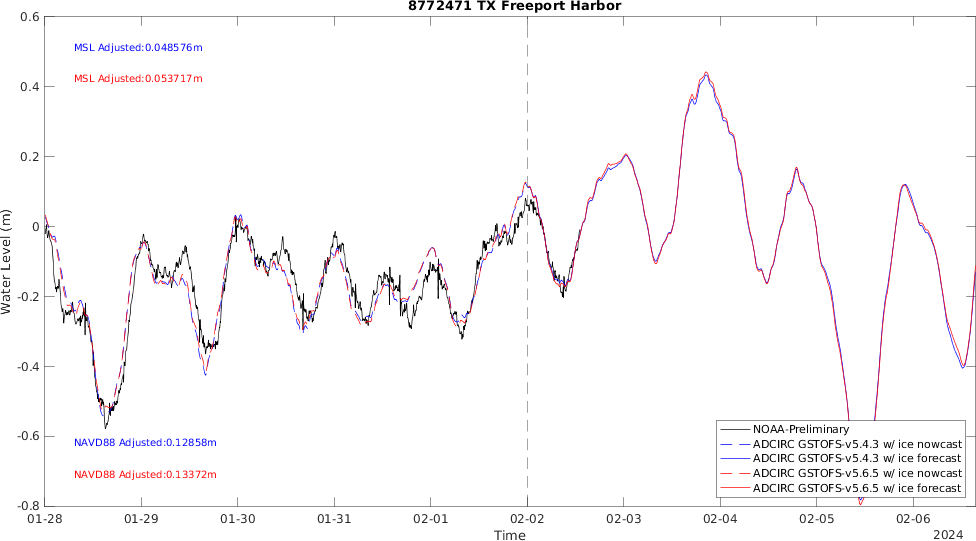 8772471 TX Freeport Harbor
0.6
0.4
0.2
0
-0.2
-0.4
-0.6
-0.8
Water Level (m)
MSL Adjusted:0.048576m
MSL Adjusted:0.053717m
NAVD88 Adjusted:0.12858m
NAVD88 Adjusted:0.13372m
NOAA-Preliminary
ADCIRC GSTOFS-v5.4.3 w/ ice nowcast
ADCIRC GSTOFS-v5.4.3 w/ ice forecast
ADCIRC GSTOFS-v5.6.5 w/ ice nowcast
ADCIRC GSTOFS-v5.6.5 w/ ice forecast
01-28 01-29 01-30 01-31 02-01 02-02 02-03 02-04 02-05 02-06
Time
2024